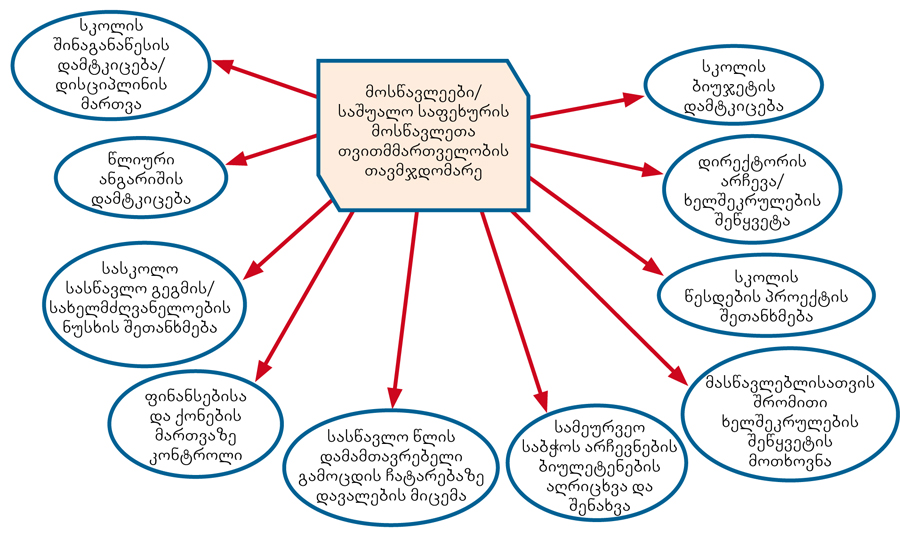 სკოლის
შინაგანაწესის
დამტკიცება/
დისციპლინის
მართვა
მოსწავლეები/
საშუალო საფეხურის
მოსწავლეთა
თვითმმართველობის
თავმჯდომარე
სკოლის
ბიუჯეტის
დამტკიცება
წლიური
ანგარიშის
დამტკიცება
დირექტორის
არჩევა/
ხელშეკრულების
შეწყვეტა
სასკოლო
სასწავლო გეგმის/
სახელმძღვანელოების
ნუსხის შეთანხმება
სკოლის
წესდების პროექტის
შეთანხმება
ფინანსებისა
და ქონების
მართვაზე
კონტროლი
სასწავლო წლის
დამამთავრებელი
გამოცდის ჩატარებაზე
დავალების მიცემა
სამეურვეო
საბჭოს არჩევნების
ბიულეტენების
აღრიცხვა და
შენახვა
მასწავლებლისათვის
შრომითი
ხელშეკრულების
შეწყვეტის
მოთხოვნა